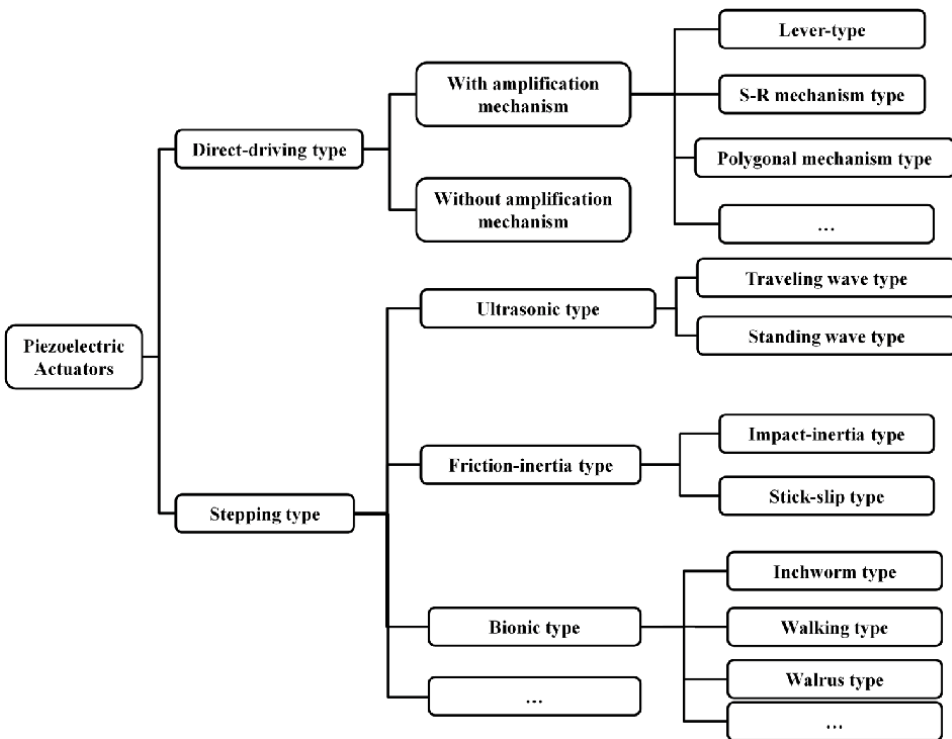 Piezoelectric
Actuators
Direct-driving type
With amplification
mechanism
Lever-type
S-R mechanism type
Polygonal mechanism type
...
Without amplification
mechanism
Stepping type
Ultrasonic type
Traveling wave type
Standing wave type
Friction-inertia type
Impact-inertia type
Stick-slip type
Bionic type
Inchworm type
Walking type
Walrus type
...
...